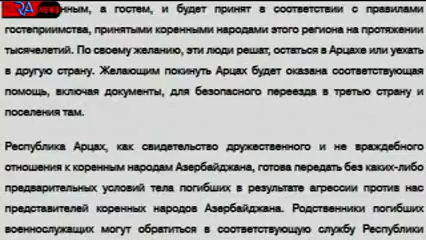 RA NEWS
нным, а гостем, и будет принят в соответствии с правилами
гостеприимства, принятыми коренными народами этого региона на протяжении
тысячелетий. По своему желанию, эти люди решат, остаться в Арцахе или уехать
в другую страну. Желающим покинуть Арцах будет оказана соответствующая
помощь, включая документы, для безопасного переезда в третью страну и
поселения там.
Республика Арцах, как свидетельство дружественного и не враждебного
отношения к коренным народам Азербайджана, готова передать без каких-либо
предварительных условий тела погибших в результате агрессии против нас
представителей коренных народов Азербайджана. Родственники погибших
военнослужащих могут обратиться в соответствующую службу Республики